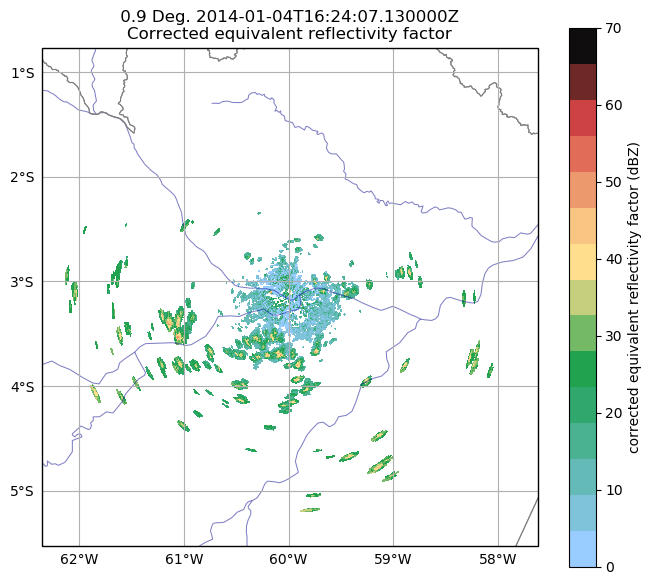 0.9 Deg. 2014-01-04T16:24:07.130000Z
Corrected equivalent reflectivity factor
1°S
2°S
3°S
4°S
5°S
62°W 61°W 60°W 59°W 58°W
70
60
50
40
30
20
10
0
corrected equivalent reflectivity factor (dBZ)